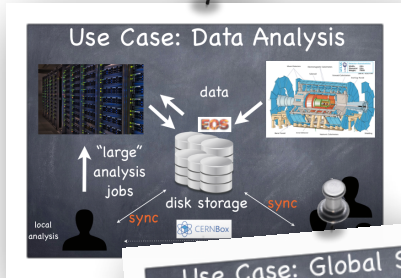 Use Case: Data Analysis
data
EOS
"large"
analysis
jobs
disk storage
sync
sync
local
analysis
CERNBox
Use Case: Global S